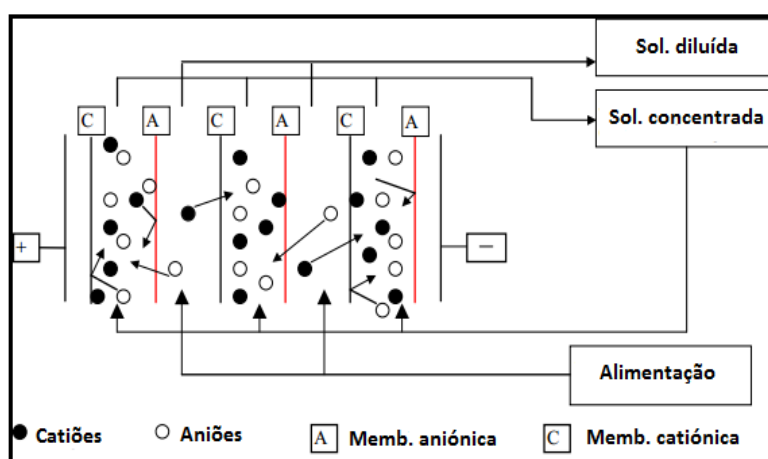 Sol. diluída
Sol. concentrada
C A C A C A
+
−
Alimentação
Catiões Aniões A Memb. aniónica C Memb. catiónica